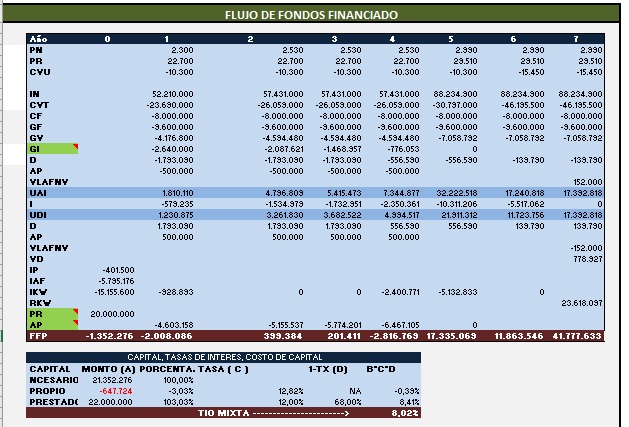 FLUJO DE FONDOS FINANCIADO
Año 0 1 2 3 4 5 6 7
PN 2.300 2.530 2.530 2.530 2.990 2.990 2.990
PR 22.700 22.700 22.700 22.700 29.510 29.510 29.510
CVU -10.300 -10.300 -10.300 -10.300 -10.300 -15.450 -15.450
IN 52.210.000 57.431.000 57.431.000 57.431.000 88.234.900 88.234.900 88.234.900
CVT -23.690.000 -26.059.000 -26.059.000 -26.059.000 -30.797.000 -46.195.500 -46.195.500
CF -8.000.000 -8.000.000 -8.000.000 -8.000.000 -8.000.000 -8.000.000 -8.000.000
GF -9.600.000 -9.600.000 -9.600.000 -9.600.000 -9.600.000 -9.600.000 -9.600.000
GV -4.176.800 -4.594.480 -4.594.480 -4.594.480 -7.058.792 -7.058.792 -7.058.792
GI -2.640.000 -2.087.621 -1.468.957 -776.053 0
D -1.793.090 -1.793.090 -1.793.090 -556.590 -556.590 -139.790 -139.790
AP -500.000 -500.000 -500.000 -500.000
VLAFNV 152.000
UAI 1.810.110 4.796.809 5.415.473 7.344.877 32.222.518 17.240.818 17.392.818
I -579.235 -1.534.979 -1.732.951 -2.350.361 -10.311.206 -5.517.062 0
UDI 1.230.875 3.261.830 3.682.522 4.994.517 21.911.312 11.723.756 17.392.818
D 1.793.090 1.793.090 1.793.090 556.590 556.590 139.790 139.790
AP 500.000 500.000 500.000 500.000
VLAFNV -152.000
VD 778.927
IP -401.500
IAF -5.795.176
IKW -15.155.600 -928.893 0 0 -2.400.771 -5.132.833 0
RKW 23.618.097
PR 20.000.000
AP -4.603.158 -5.155.537 -5.774.201 -6.467.105 0
FFP -1.352.276 -2.008.086 399.384 201.411 -2.816.769 17.335.069 11.863.546 41.777.633
CAPITAL, TASAS DE INTERES, COSTO DE CAPITAL
CAPITAL MONTO (A) PORCENTA. TASA ( C ) 1-TX (D) B*C*D
NCESARIO 21.352.276 100,00%
PROPIO -647.724 -3,03% 12,82% NA -0,39%
PRESTAD( 22.000.000 103,03% 12,00% 68,00% 8,41%
TIO MIXTA --------------------> 8,02%